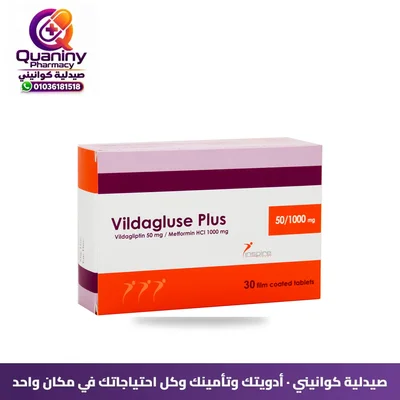 Quaniny
Pharmacy
صيدلية كوانيني
01036181518
Vildagluse Plus
Vildagliptin 50 mg / Metformin HCl 1000 mg
50/1000 mg
30 film coated tablets
صيدلية كوانيني - أدويتك وتأمينك وكل احتياجاتك في مكان واحد